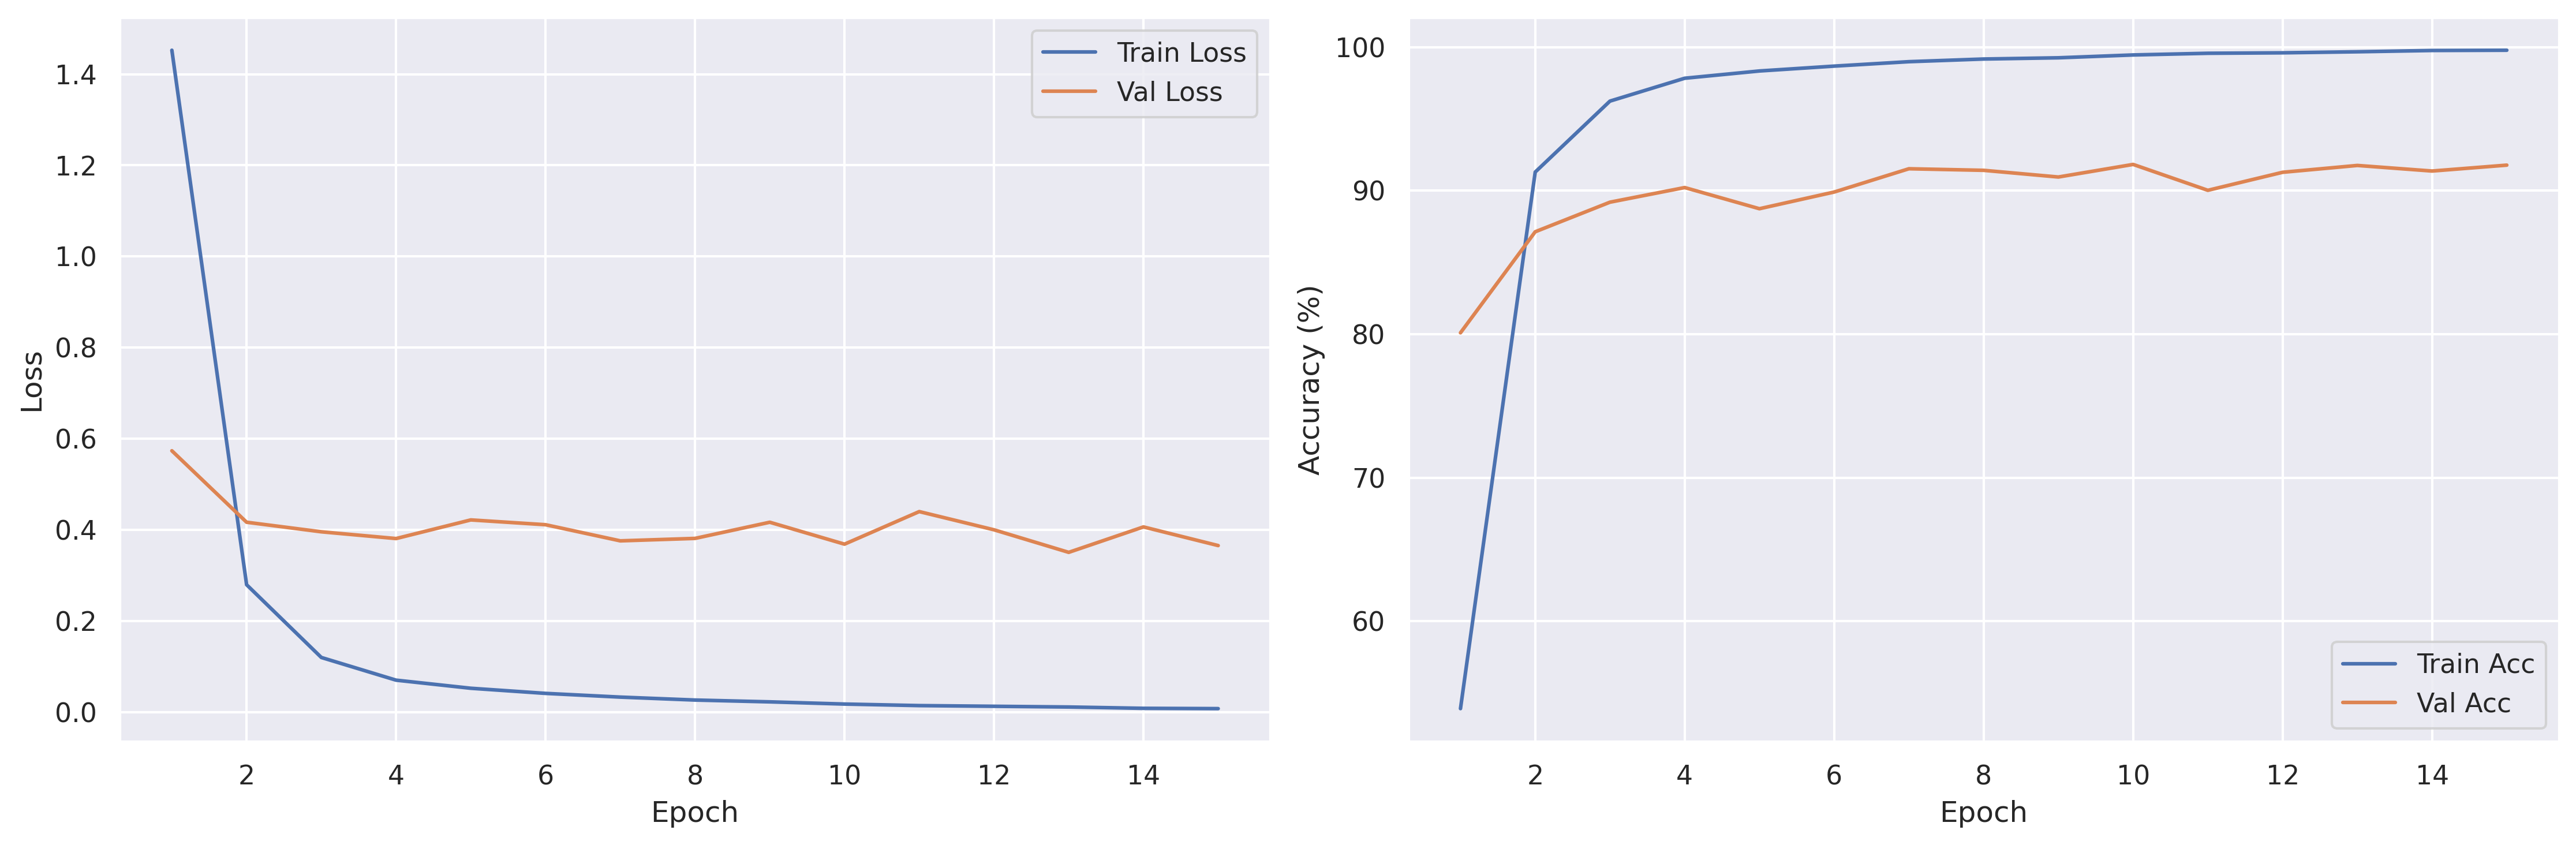 1.4
1.2
1.0
0.8
0.6
0.4
0.2
0.0
Loss
2 4 6 8 10 12 14
Epoch
Train Loss
Val Loss
100
90
80
70
60
Accuracy (%)
2 4 6 8 10 12 14
Epoch
Train Acc
Val Acc